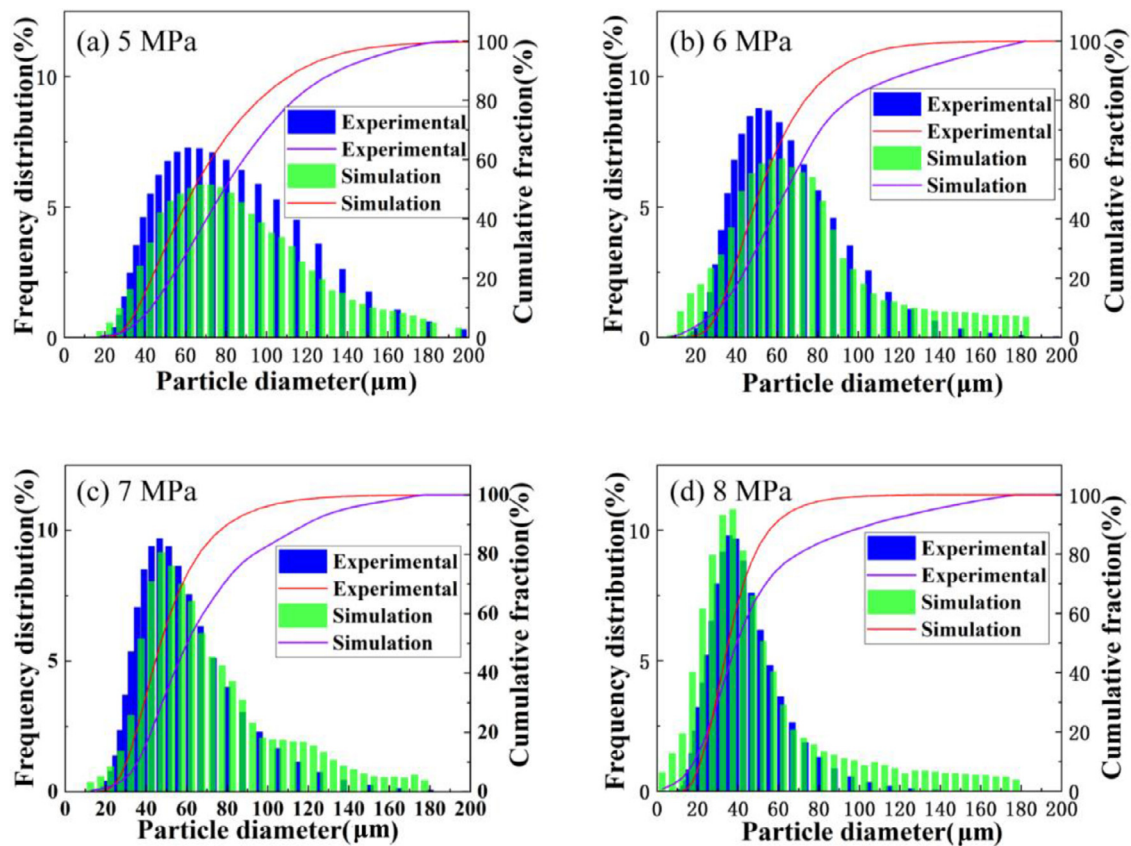 (a) 5 MPa
Frequency distribution(%)
10
5
0
Experimental
Experimental
Simulation
Simulation
100
80
60
40
20
0
Cumulative fraction(%)
0 20 40 60 80 100 120 140 160 180 200
Particle diameter(μm)
(b) 6 MPa
Frequency distribution(%)
10
5
0
Experimental
Experimental
Simulation
Simulation
100
80
60
40
20
0
Cumulative fraction(%)
0 20 40 60 80 100 120 140 160 180 200
Particle diameter(μm)
(c) 7 MPa
Frequency distribution(%)
10
5
0
Experimental
Experimental
Simulation
Simulation
100
80
60
40
20
0
Cumulative fraction(%)
0 20 40 60 80 100 120 140 160 180 200
Particle diameter(μm)
(d) 8 MPa
Frequency distribution(%)
10
5
0
Experimental
Experimental
Simulation
Simulation
100
80
60
40
20
0
Cumulative fraction(%)
0 20 40 60 80 100 120 140 160 180 200
Particle diameter(μm)